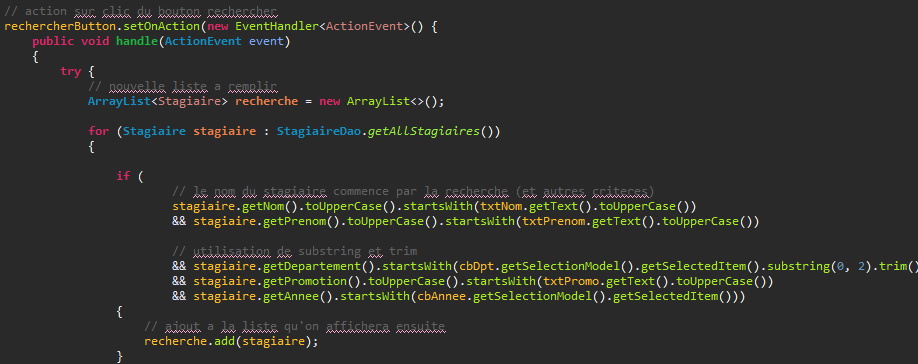 // action sur clic du bouton rechercher
rechercherButton.setOnAction(new EventHandler<ActionEvent>() {
public void handle(ActionEvent event)
{
try {
// nouvelle liste a remplir
ArrayList<Stagiaire> recherche = new ArrayList<>();
for (Stagiaire stagiaire : StagiaireDao.getAllStagiaires())
{
if (
// le nom du stagiaire commence par la recherche (et autres criteres)
stagiaire.getNom().toUpperCase().startsWith(txtNom.getText().toUpperCase())
&& stagiaire.getPrenom().toUpperCase().startsWith(txtPrenom.getText().toUpperCase())
// utilisation de substring et trim
&& stagiaire.getDepartement().startsWith(cbDpt.getSelectionModel().getSelectedItem().substring(0, 2).trim()
&& stagiaire.getPromotion().toUpperCase().startsWith(txtPromo.getText().toUpperCase())
&& stagiaire.getAnnee().startsWith(cbAnnee.getSelectionModel().getSelectedItem()))
{
// ajout a la liste qu'on affichera ensuite
recherche.add(stagiaire);
}